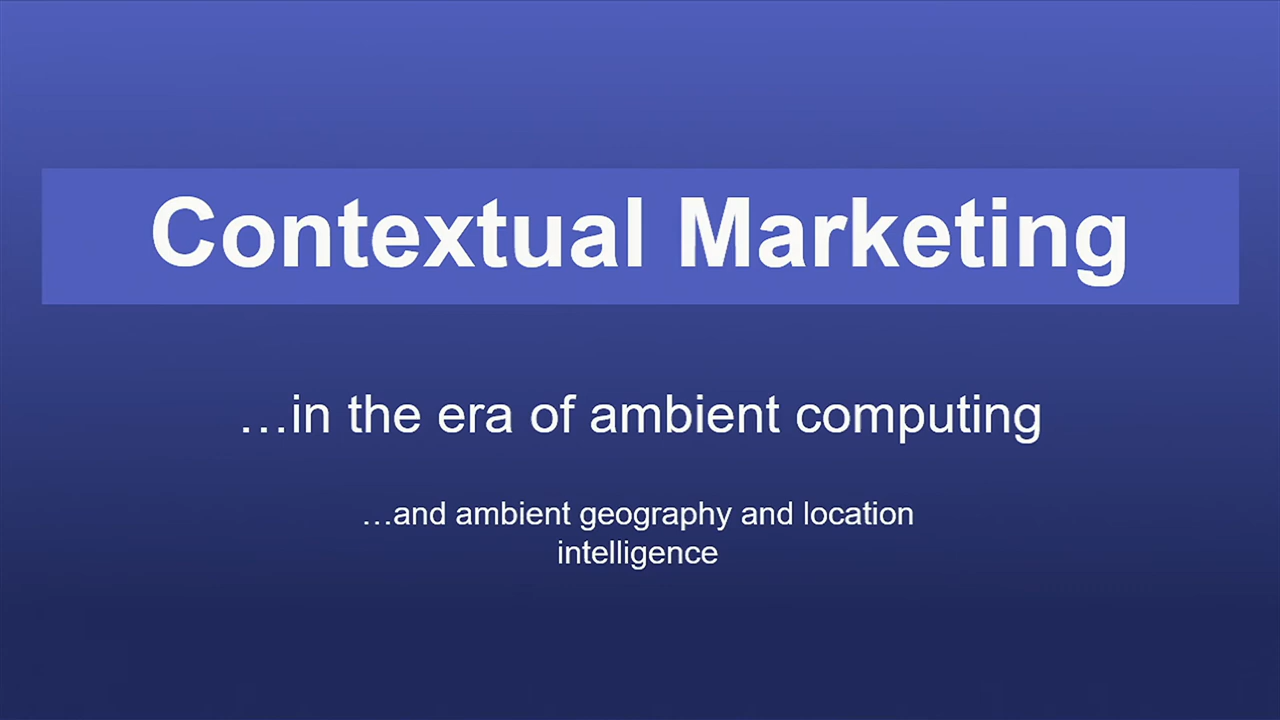 Contextual Marketing
…in the era of ambient computing
…and ambient geography and location
intelligence